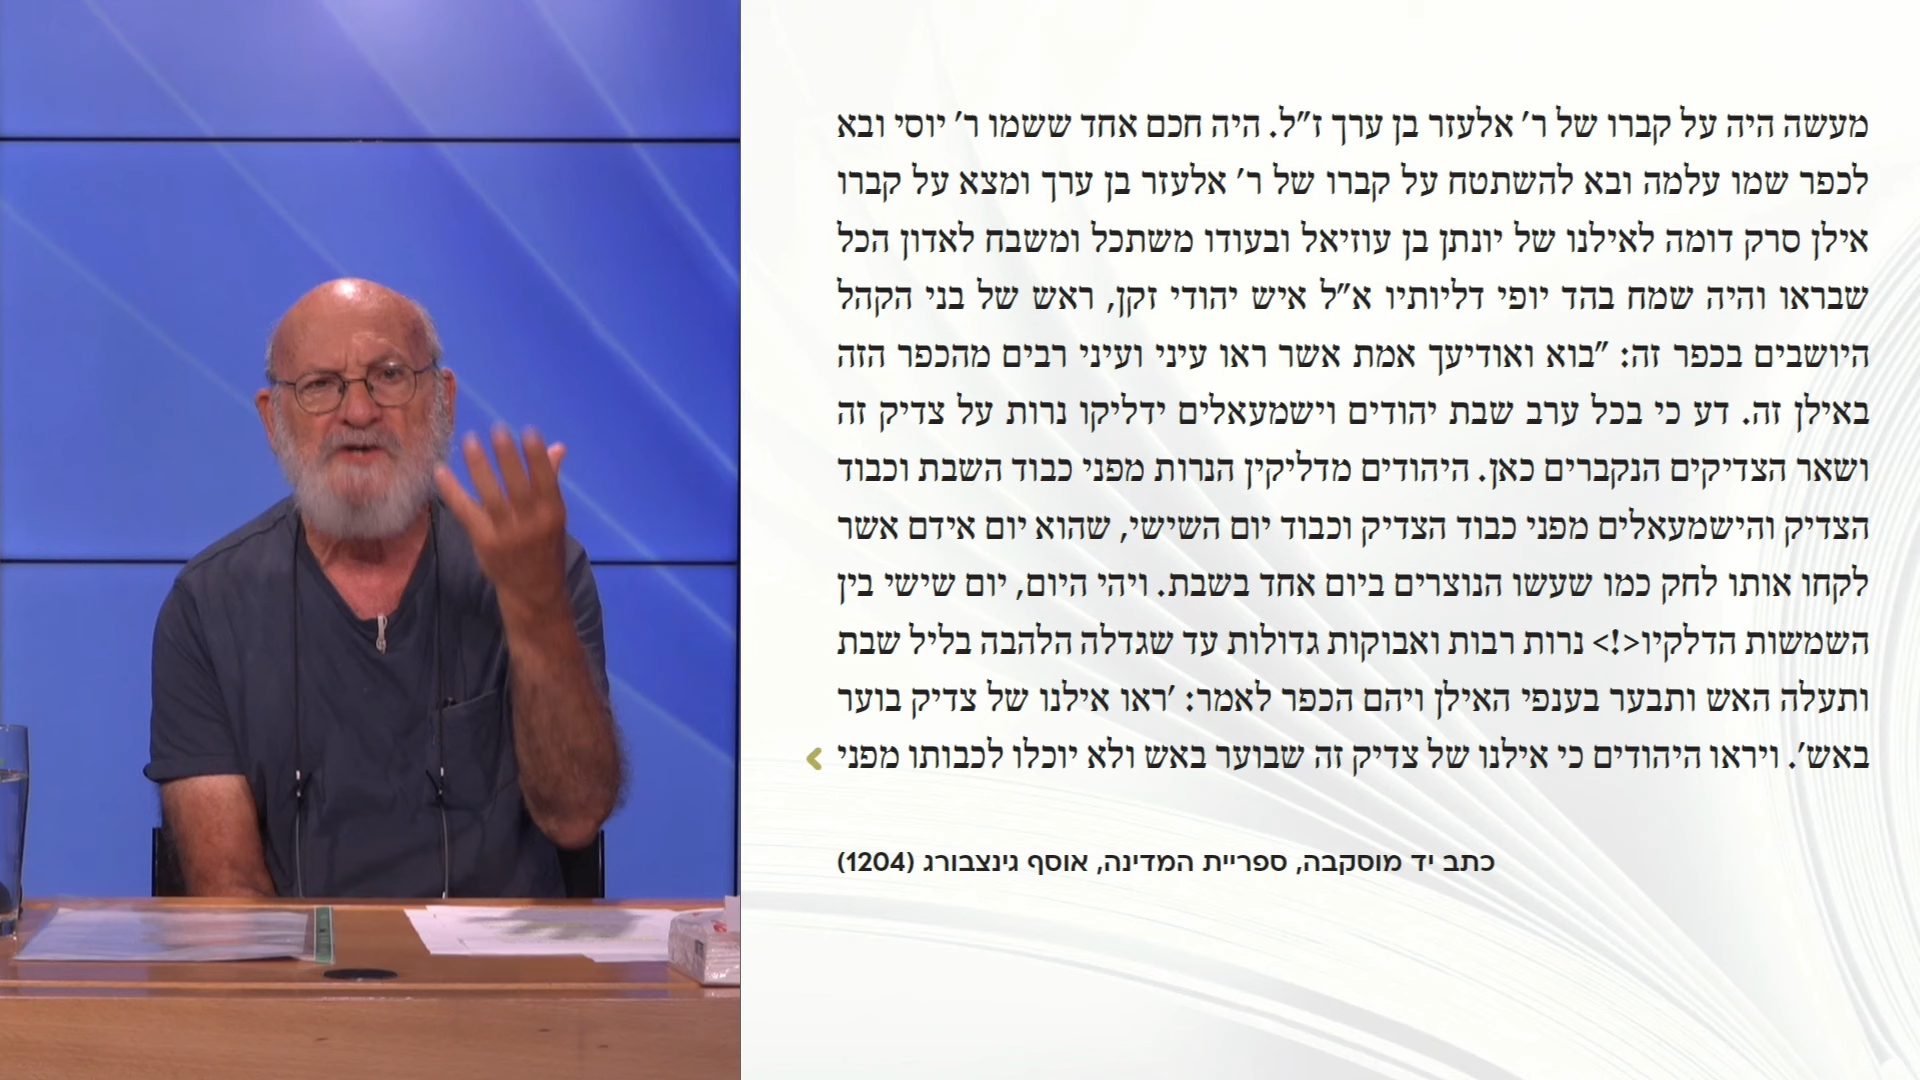 מעשה היה על קברו של ר' אלעזר בן ערך ז"ל. היה חכם אחד ששמו ר' יוסי ובא
לכפר שמו עלמה ובא להשתטח על קברו של ר' אלעזר בן ערך ומצא על קברו
אילן סרק דומה לאילנו של יונתן בן עוזיאל ובעודו משתכל ומשבח לאדון הכל
שבראו והיה שמח בהד יופי דליותיו א"ל איש יהודי זקן, ראש של בני הקהל
היושבים בכפר זה: "בוא ואודיעך אמת אשר ראו עיני ועיני רבים מהכפר הזה
באילן זה. דע כי בכל ערב שבת יהודים וישמעאלים ידליקו נרות על צדיק זה
ושאר הצדיקים הנקברים כאן. היהודים מדליקין הנרות מפני כבוד השבת וכבוד
הצדיק והישמעאלים מפני כבוד הצדיק וכבוד יום השישי, שהוא יום אידם אשר
לקחו אותו לחק כמו שעשו הנוצרים ביום אחד בשבת. ויהי היום, יום שישי בין
השמשות הדלקיו<!> נרות רבות ואבוקות גדולות עד שגדלה הלהבה בליל שבת
ותעלה האש ותבער בענפי האילן ויהם הכפר לאמר: 'ראו אילנו של צדיק בוער
באש'. ויראו היהודים כי אילנו של צדיק זה שבוער באש ולא יוכלו לכבותו מפני
כתב יד מוסקבה, ספריית המדינה, אוסף גינצבורג (1204)